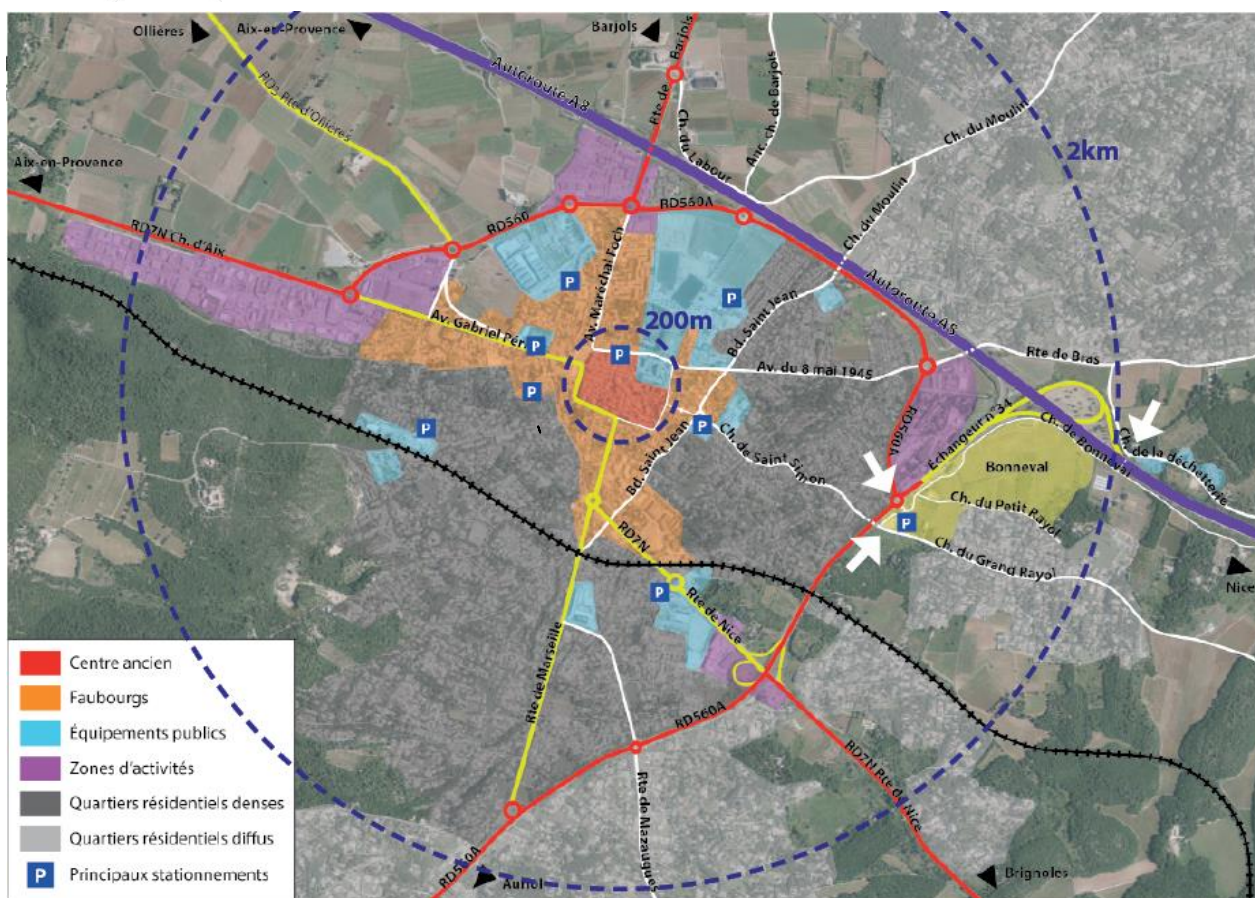 Ollières
Aix-en-Provence
Barjols
Rte de Barjols
Autoroute A8
Anc. ch. de Barjols
Ch. du Labour
Ch. du Moulin
RD3 Rte d'Ollières
2km
Aix-en-Provence
RD560
RD560A
Ch. du Moulin
RD7N Ch. d'Aix
Av. Maréchal Foch
P
P
Bd. Saint Jean
Autoroute A8
200m
Av. Gabriel Péri
P
P
Rte de Bras
Av. du 8 mai 1945
P
RD560A
Échangeur n°34
Ch. de Bonneval
Ch. de la déchetterie
P
P
Bd. Saint Jean
Ch. de Saint Simon
Bonneval
Ch. du Petit Rayol
P
RD7N
Ch. du Grand Rayol
Nice
P
Rte de Nice
Rte de Marseille
Centre ancien
Faubourgs
Équipements publics
Zones d'activités
Quartiers résidentiels denses
Quartiers résidentiels diffus
P Principaux stationnements
RD560A
RD7N Rte de Nice
Rte de Mazaugues
RD560A
Auriol
Brignoles